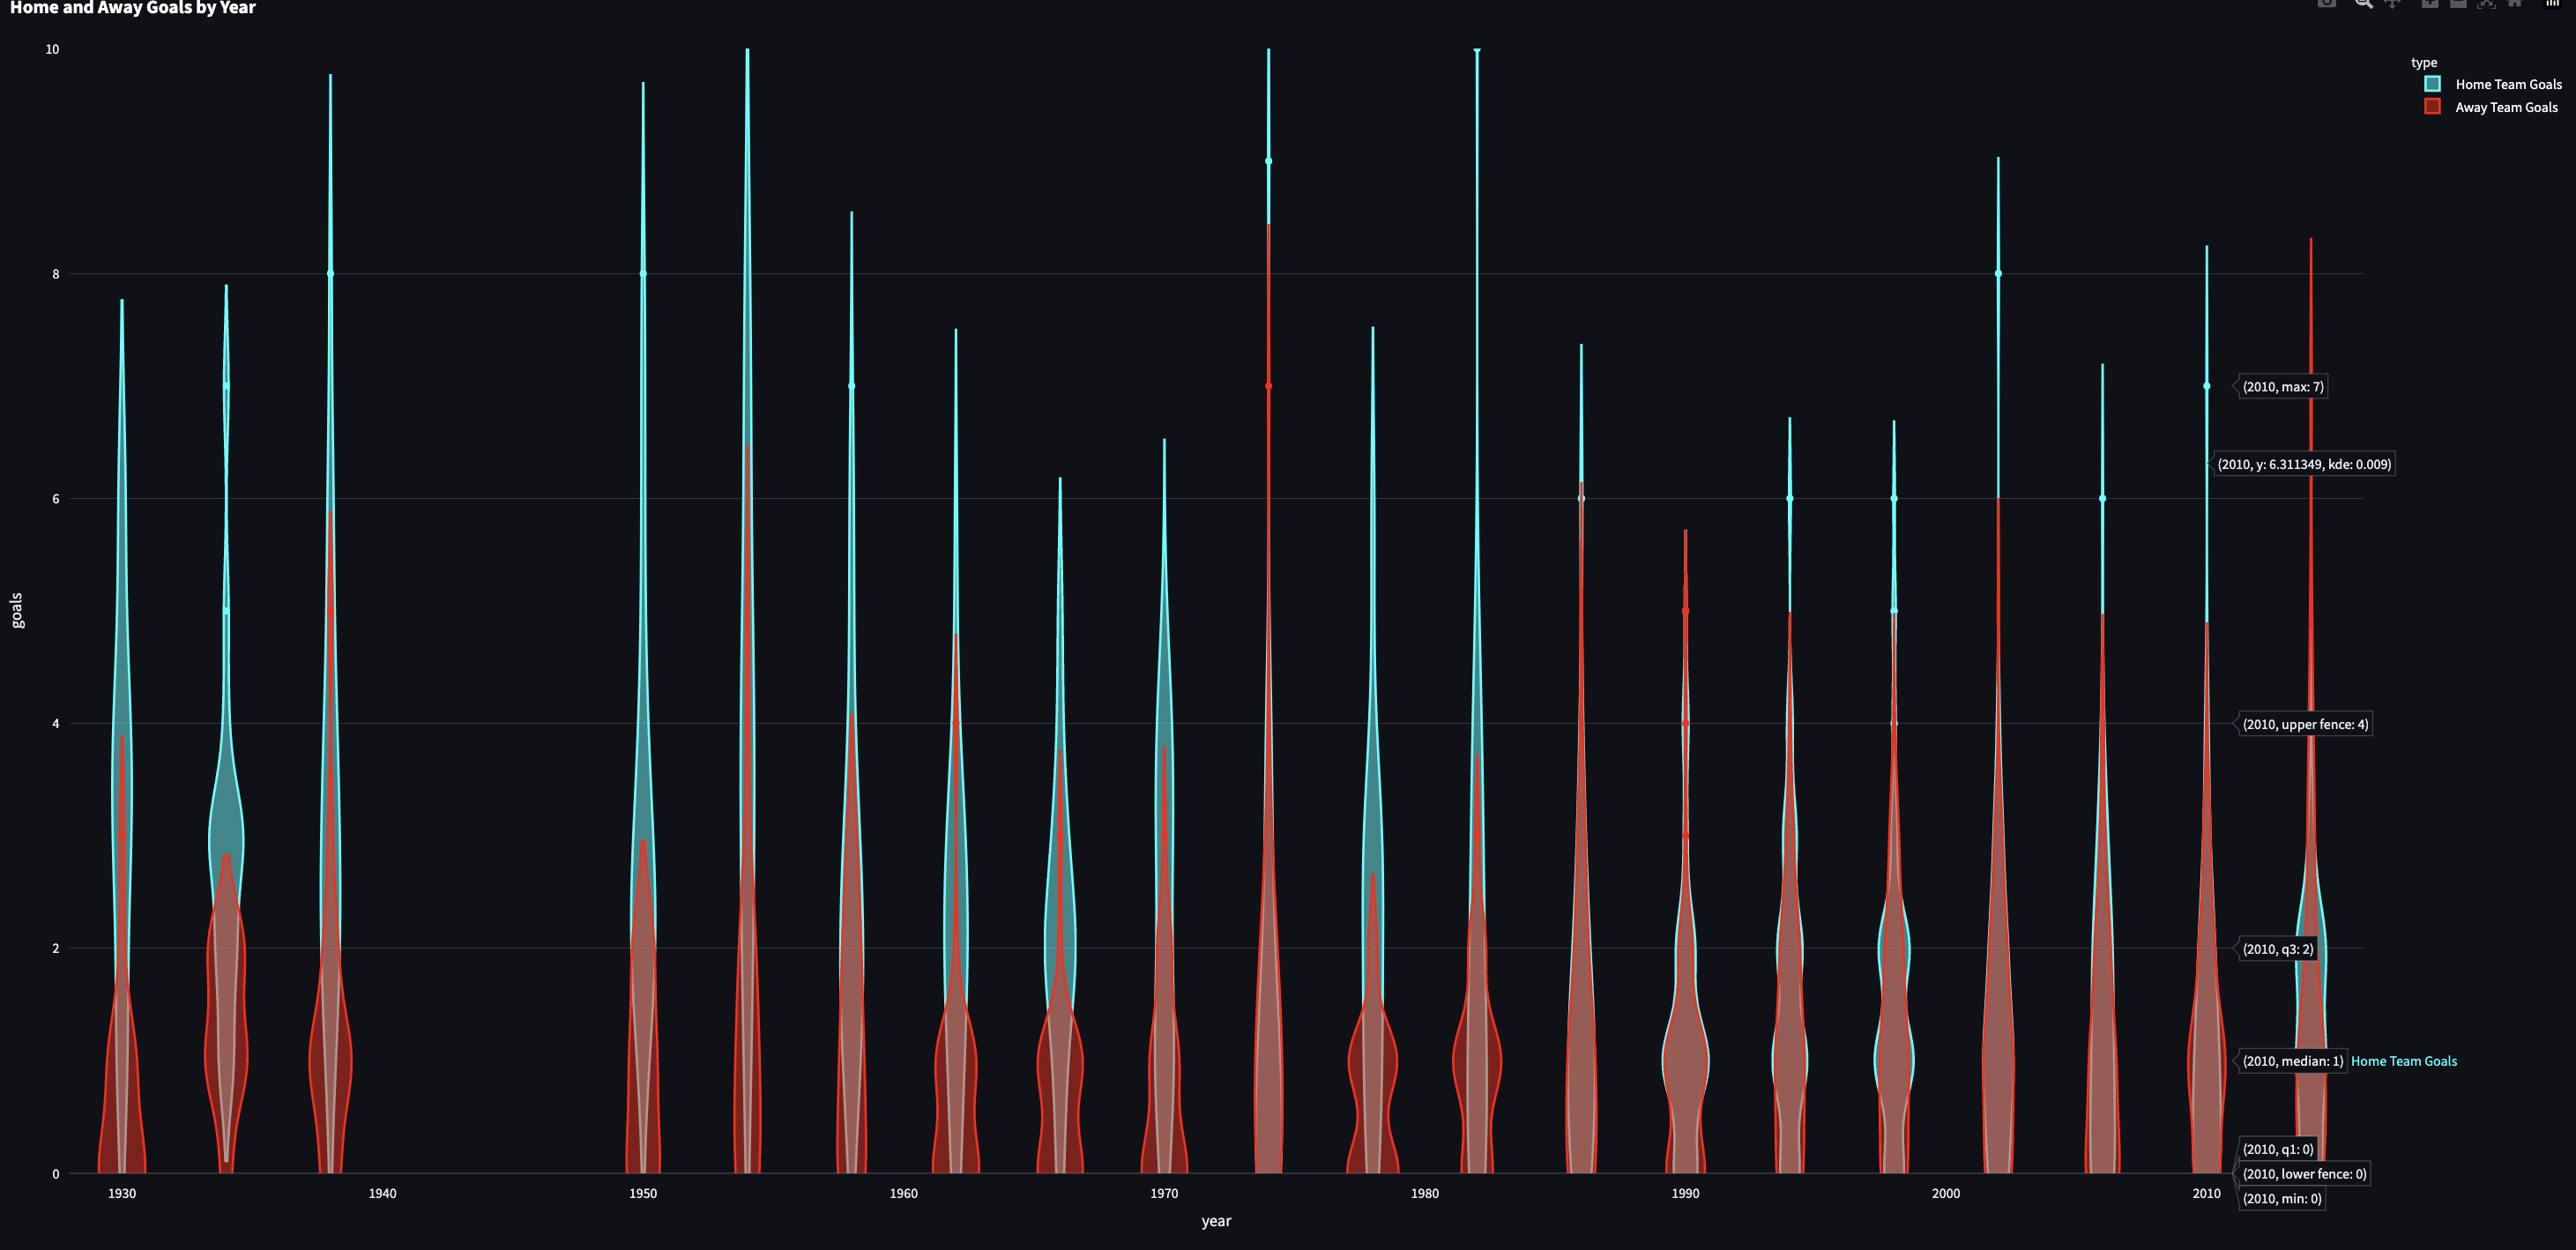 Home and Away Goals by Year
type
Home Team Goals
Away Team Goals
goals
10
8
6
4
2
0
(2010, max: 7)
(2010, y: 6.311349, kde: 0.009)
(2010, upper fence: 4)
(2010, q3: 2)
(2010, median: 1) Home Team Goals
(2010, q1: 0)
(2010, lower fence: 0)
(2010, min: 0)
1930 1940 1950 1960 1970 1980 1990 2000 2010
year